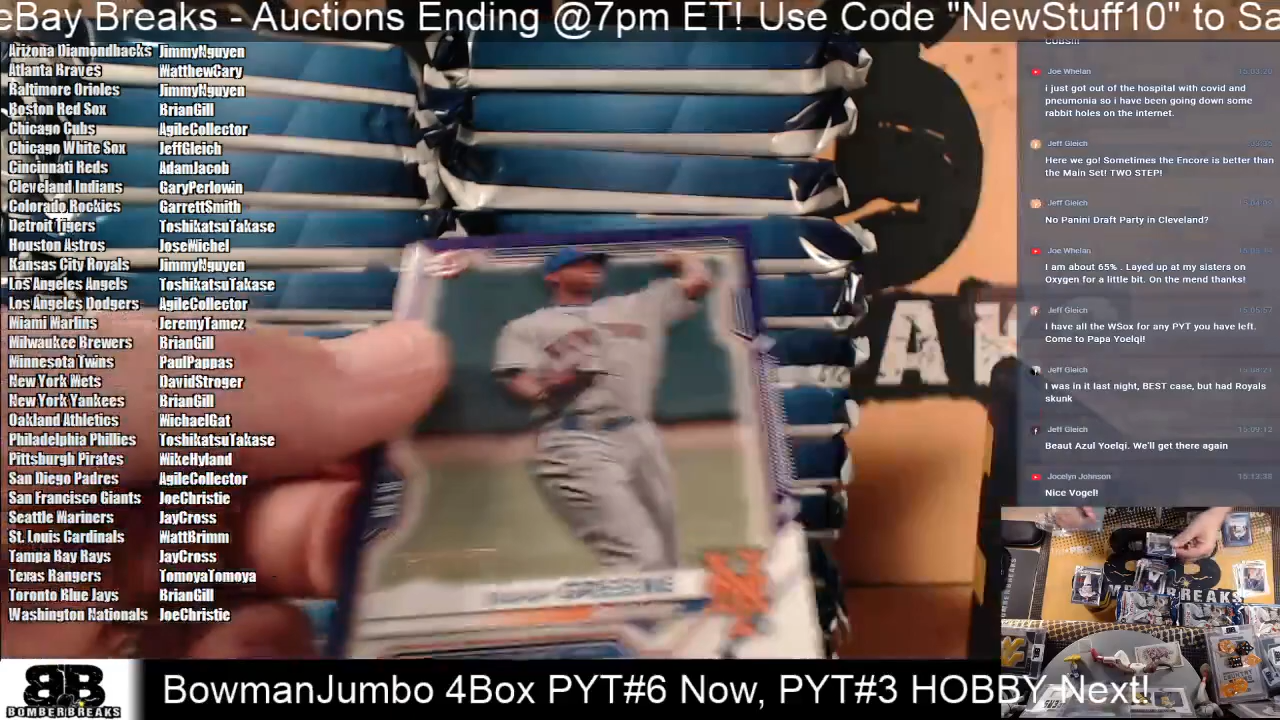 eBay Breaks - Auctions Ending @7pm ET! Use Code "NewStuff10" to Sa
Arizona Diamondbacks JimmyNguyen
Atlanta Braves MatthewCary
Baltimore Orioles JimmyNguyen
Boston Red Sox BrianGill
Chicago Cubs AgileCollector
Chicago White Sox JeffGleich
Cincinnati Reds AdamJacob
Cleveland Indians GaryPerlowin
Colorado Rockies GarrettSmith
Detroit Tigers ToshikatsuTakase
Houston Astros JoseMichel
Kansas City Royals JimmyNguyen
Los Angeles Angels ToshikatsuTakase
Los Angeles Dodgers AgileCollector
Miami Marlins JeremyTamez
Milwaukee Brewers BrianGill
Minnesota Twins PaulPappas
New York Mets DavidStroger
New York Yankees BrianGill
Oakland Athletics MichaelGat
Philadelphia Phillies ToshikatsuTakase
Pittsburgh Pirates MikeHyland
San Diego Padres AgileCollector
San Francisco Giants JoeChristie
Seattle Mariners JayCross
St. Louis Cardinals MattBrimm
Tampa Bay Rays JayCross
Texas Rangers TomoyaTomoya
Toronto Blue Jays BrianGill
Washington Nationals JoeChristie
CUBS!!!
Joe Whelan
i just got out of the hospital with covid and
pneumonia so i have been going down some
rabbit holes on the internet.
Jeff Gleich
Here we go! Sometimes the Encore is better than
the Main Set! TWO STEP!
Jeff Gleich
No Panini Draft Party in Cleveland?
Joe Whelan
I am about 65% . Layed up at my sisters on
Oxygen for a little bit. On the mend thanks!
Jeff Gleich
I have all the WSox for any PYT you have left.
Come to Papa Yoelqi!
Jeff Gleich
I was in it last night, BEST case, but had Royals
skunk
Jeff Gleich 15:09:12
Beaut Azul Yoelqi. We'll get there again
Jocelyn Johnson 15:13:38
Nice Vogel!
BREAKS
BB
BOMBERBREAKS
BowmanJumbo 4Box PYT#6 Now, PYT#3 HOBBY Next!